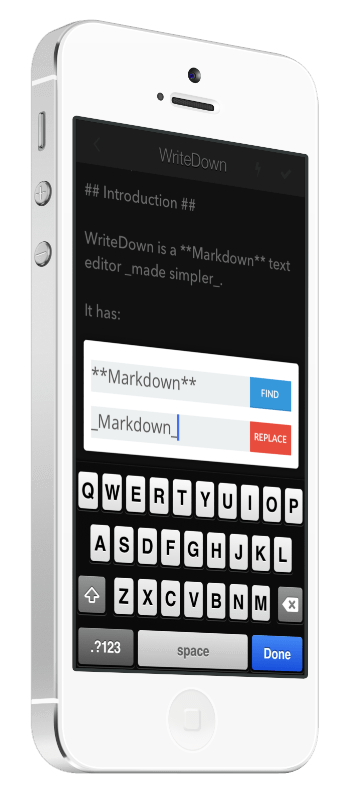 WriteDown
## Introduction ##
WriteDown is a **Markdown** text
editor _made simpler_.
It has:
**Markdown**
FIND
_Markdown_
REPLACE
Q W E R T Y U I O P
A S D F G H J K L
Z X C V B N M
.?123 space Done